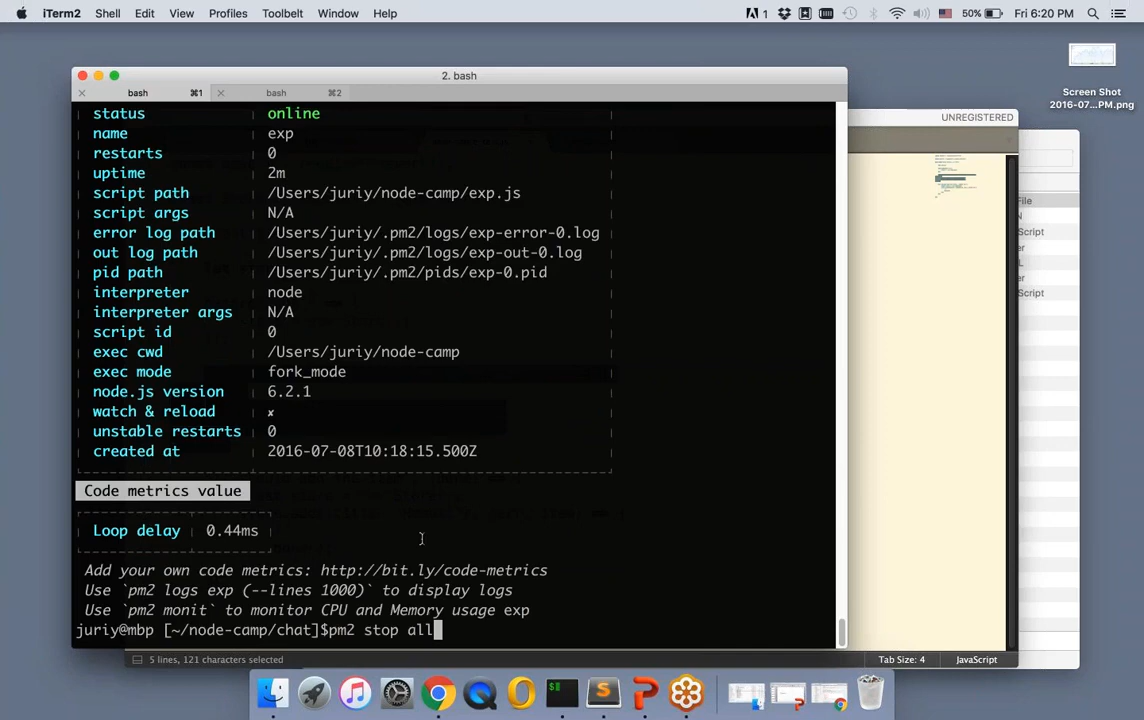 iTerm2 Shell Edit View Profiles Toolbelt Window Help 1 50% Fri 6:20 PM
Screen Shot
2016-07...PM.png
2. bash
bash ⌘1 bash ⌘2
UNREGISTERED
status online
name exp
restarts 0
uptime 2m
script path /Users/juriy/node-camp/exp.js
script args N/A
error log path /Users/juriy/.pm2/logs/exp-error-0.log
out log path /Users/juriy/.pm2/logs/exp-out-0.log
pid path /Users/juriy/.pm2/pids/exp-0.pid
interpreter node
interpreter args N/A
script id 0
exec cwd /Users/juriy/node-camp
exec mode fork_mode
node.js version 6.2.1
watch & reload ✘
unstable restarts 0
created at 2016-07-08T10:18:15.500Z
Code metrics value
Loop delay 0.44ms
Add your own code metrics: http://bit.ly/code-metrics
Use `pm2 logs exp (--lines 1000)` to display logs
Use `pm2 monit` to monitor CPU and Memory usage exp
juriy@mbp [~/node-camp/chat]$pm2 stop all
File
Script
Script
5 lines, 121 characters selected Tab Size: 4 JavaScript